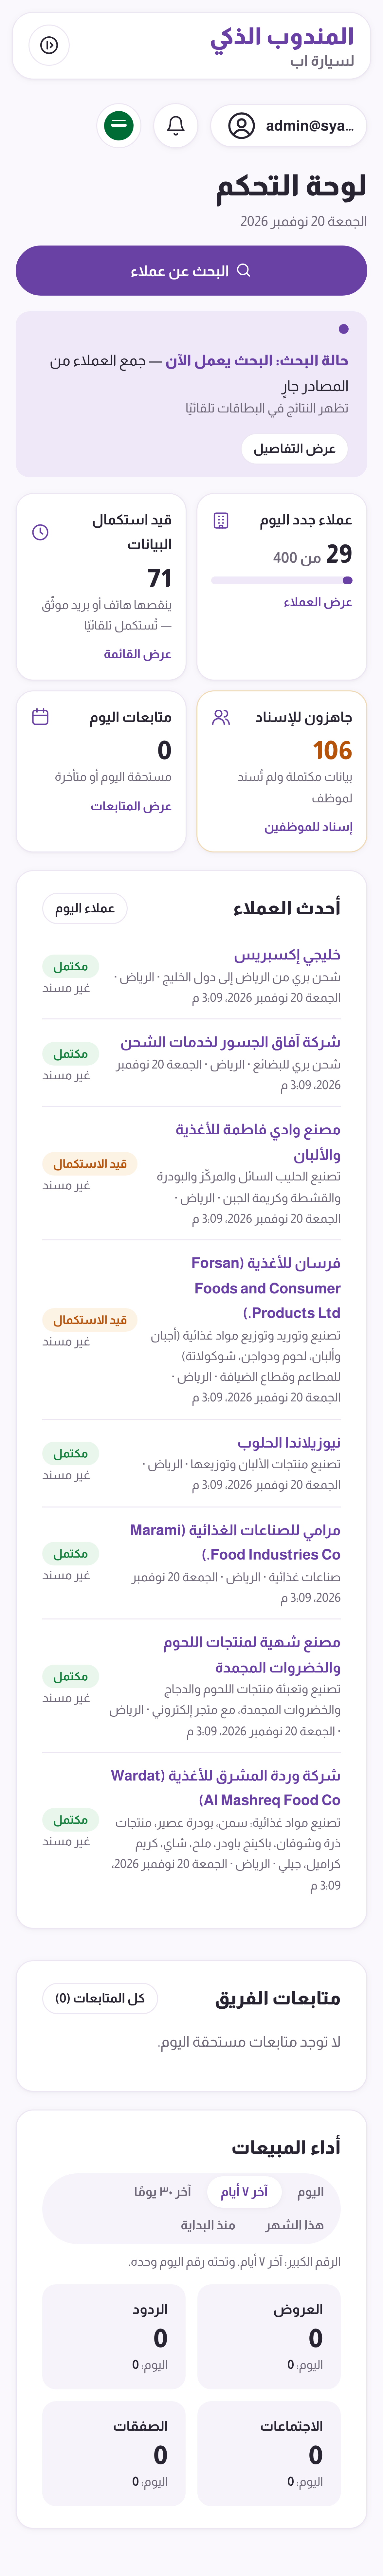 المندوب الذكي
لسيارة اب
admin@sya...
لوحة التحكم
الجمعة 20 نوفمبر 2026
البحث عن عملاء
حالة البحث: البحث يعمل الآن — جمع العملاء من
المصادر جارٍ
تظهر النتائج في البطاقات تلقائيًا
عرض التفاصيل
عملاء جدد اليوم
29 من 400
عرض العملاء
قيد استكمال
البيانات
71
ينقصها هاتف أو بريد موثّق
— تُستكمل تلقائيًا
عرض القائمة
جاهزون للإسناد
106
بيانات مكتملة ولم تُسند
لموظف
إسناد للموظفين
متابعات اليوم
0
مستحقة اليوم أو متأخرة
عرض المتابعات
أحدث العملاء
عملاء اليوم
خليجي إكسبريس
شحن بري من الرياض إلى دول الخليج · الرياض ·
الجمعة 20 نوفمبر 2026، 3:09 م
مكتمل
غير مسند
شركة آفاق الجسور لخدمات الشحن
شحن بري للبضائع · الرياض · الجمعة 20 نوفمبر
2026، 3:09 م
مكتمل
غير مسند
مصنع وادي فاطمة للأغذية
والألبان
تصنيع الحليب السائل والمركّز والبودرة
والقشطة وكريمة الجبن · الرياض ·
الجمعة 20 نوفمبر 2026، 3:09 م
قيد الاستكمال
غير مسند
فرسان للأغذية (Forsan
Foods and Consumer
Products Ltd.)
تصنيع وتوريد وتوزيع مواد غذائية (أجبان
وألبان، لحوم ودواجن، شوكولاتة)
للمطاعم وقطاع الضيافة · الرياض ·
الجمعة 20 نوفمبر 2026، 3:09 م
قيد الاستكمال
غير مسند
نيوزيلاندا الحلوب
تصنيع منتجات الألبان وتوزيعها · الرياض ·
الجمعة 20 نوفمبر 2026، 3:09 م
مكتمل
غير مسند
مرامي للصناعات الغذائية (Marami
Food Industries Co.)
صناعات غذائية · الرياض · الجمعة 20 نوفمبر
2026، 3:09 م
مكتمل
غير مسند
مصنع شهية لمنتجات اللحوم
والخضروات المجمدة
تصنيع وتعبئة منتجات اللحوم والدجاج
والخضروات المجمدة، مع متجر إلكتروني · الرياض
· الجمعة 20 نوفمبر 2026، 3:09 م
مكتمل
غير مسند
شركة وردة المشرق للأغذية (Wardat
Al Mashreq Food Co)
تصنيع مواد غذائية: سمن، بودرة عصير، منتجات
ذرة وشوفان، باكينج باودر، ملح، شاي، كريم
كراميل، جيلي · الرياض · الجمعة 20 نوفمبر 2026،
3:09 م
مكتمل
غير مسند
متابعات الفريق
كل المتابعات (0)
لا توجد متابعات مستحقة اليوم.
أداء المبيعات
اليوم
آخر ٧ أيام
آخر ٣٠ يومًا
هذا الشهر
منذ البداية
الرقم الكبير: آخر ٧ أيام. وتحته رقم اليوم وحده.
العروض
0
اليوم: 0
الردود
0
اليوم: 0
الاجتماعات
0
اليوم: 0
الصفقات
0
اليوم: 0